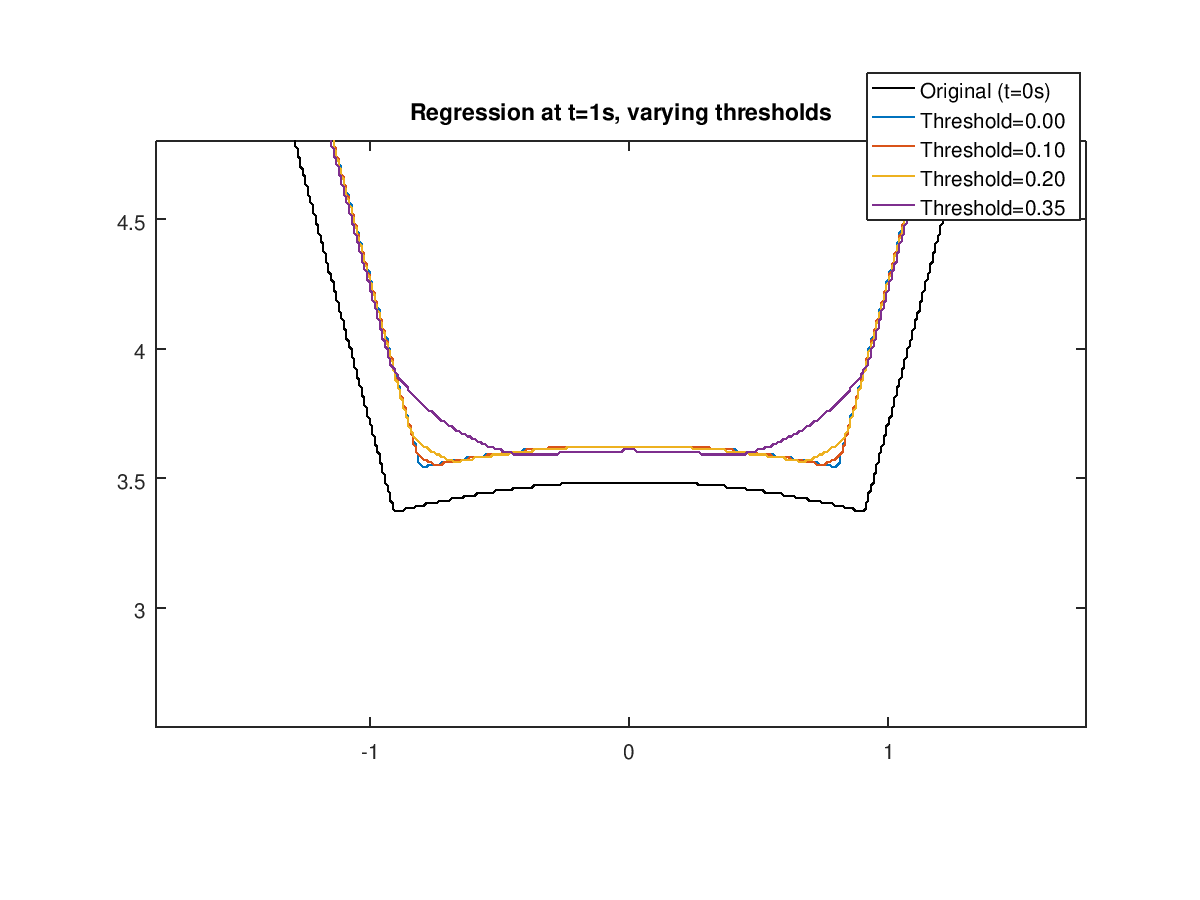 Regression at t=1s, varying thresholds
Original (t=0s)
Threshold=0.00
Threshold=0.10
Threshold=0.20
Threshold=0.35
4.5
4
3.5
3
-1
0
1